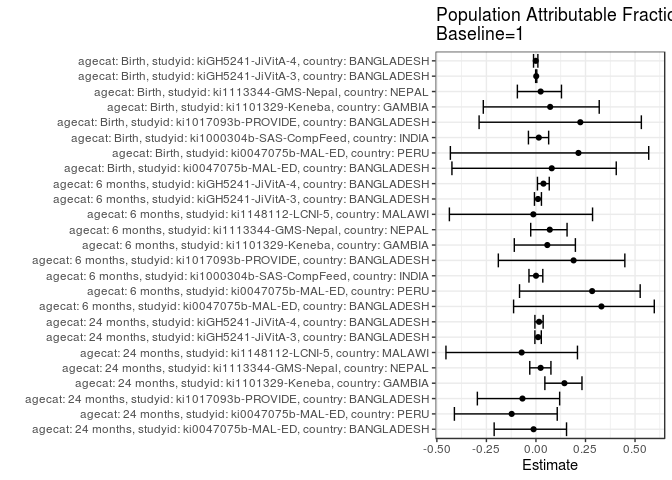 Population Attributable Fractio
Baseline=1
agecat: Birth, studyid: kiGH5241-JiVitA-4, country: BANGLADESH
agecat: Birth, studyid: kiGH5241-JiVitA-3, country: BANGLADESH
agecat: Birth, studyid: ki1113344-GMS-Nepal, country: NEPAL
agecat: Birth, studyid: ki1101329-Keneba, country: GAMBIA
agecat: Birth, studyid: ki1017093b-PROVIDE, country: BANGLADESH
agecat: Birth, studyid: ki1000304b-SAS-CompFeed, country: INDIA
agecat: Birth, studyid: ki0047075b-MAL-ED, country: PERU
agecat: Birth, studyid: ki0047075b-MAL-ED, country: BANGLADESH
agecat: 6 months, studyid: kiGH5241-JiVitA-4, country: BANGLADESH
agecat: 6 months, studyid: kiGH5241-JiVitA-3, country: BANGLADESH
agecat: 6 months, studyid: ki1148112-LCNI-5, country: MALAWI
agecat: 6 months, studyid: ki1113344-GMS-Nepal, country: NEPAL
agecat: 6 months, studyid: ki1101329-Keneba, country: GAMBIA
agecat: 6 months, studyid: ki1017093b-PROVIDE, country: BANGLADESH
agecat: 6 months, studyid: ki1000304b-SAS-CompFeed, country: INDIA
agecat: 6 months, studyid: ki0047075b-MAL-ED, country: PERU
agecat: 6 months, studyid: ki0047075b-MAL-ED, country: BANGLADESH
agecat: 24 months, studyid: kiGH5241-JiVitA-4, country: BANGLADESH
agecat: 24 months, studyid: kiGH5241-JiVitA-3, country: BANGLADESH
agecat: 24 months, studyid: ki1148112-LCNI-5, country: MALAWI
agecat: 24 months, studyid: ki1113344-GMS-Nepal, country: NEPAL
agecat: 24 months, studyid: ki1101329-Keneba, country: GAMBIA
agecat: 24 months, studyid: ki1017093b-PROVIDE, country: BANGLADESH
agecat: 24 months, studyid: ki0047075b-MAL-ED, country: PERU
agecat: 24 months, studyid: ki0047075b-MAL-ED, country: BANGLADESH
-0.50 -0.25 0.00 0.25 0.50
Estimate